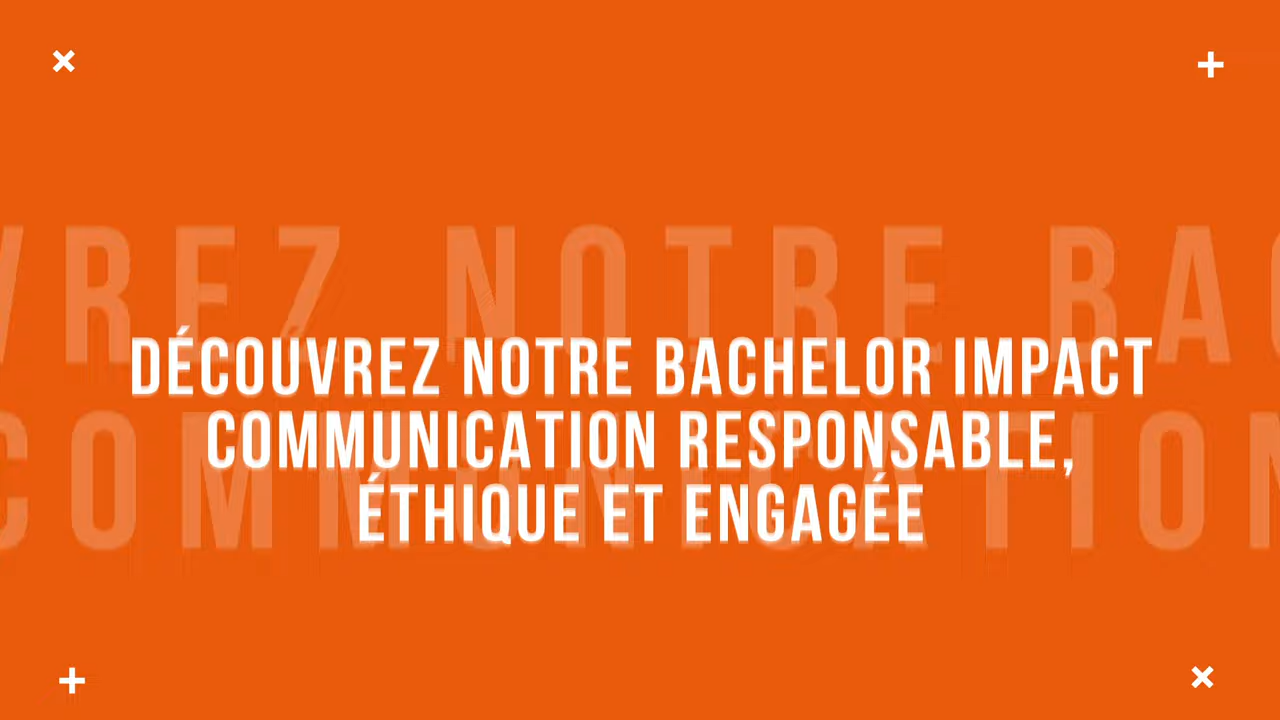 DÉCOUVREZ NOTRE BACHELOR IMPACT
COMMUNICATION RESPONSABLE,
ÉTHIQUE ET ENGAGÉE